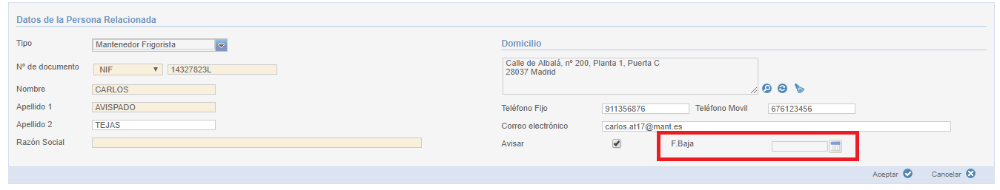 Datos de la Persona Relacionada
Tipo Mantenedor Frigorista
Nº de documento NIF 14327823L
Nombre CARLOS
Apellido 1 AVISPADO
Apellido 2 TEJAS
Razón Social
Domicilio
Calle de Albalá, nº 200, Planta 1, Puerta C
28037 Madrid
Teléfono Fijo 911356876 Teléfono Movil 676123456
Correo electrónico carlos.at17@mant.es
Avisar F.Baja
Aceptar Cancelar